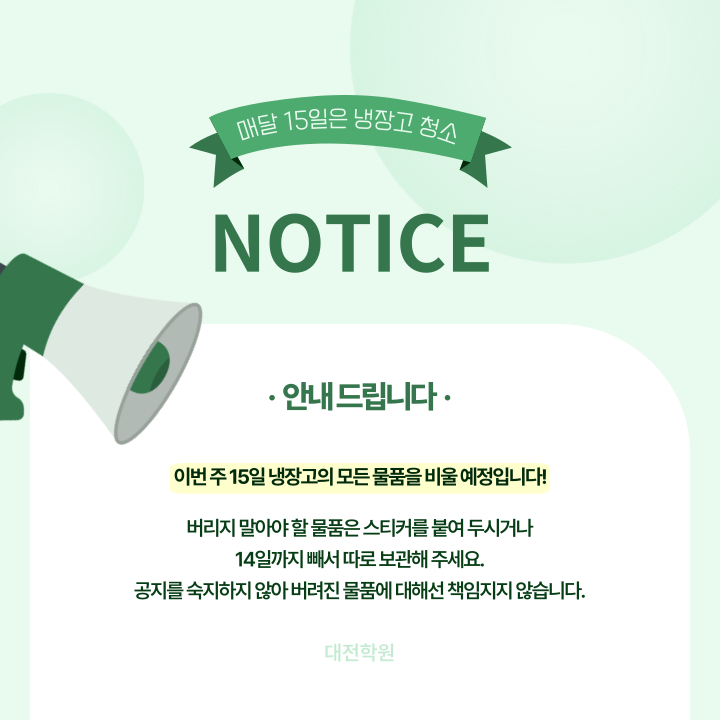 매달 15일은 냉장고 청소
NOTICE
· 안내 드립니다 ·
이번 주 15일 냉장고의 모든 물품을 비울 예정입니다!
버리지 말아야 할 물품은 스티커를 붙여 두시거나
14일까지 빼서 따로 보관해 주세요.
공지를 숙지하지 않아 버려진 물품에 대해선 책임지지 않습니다.
대전학원